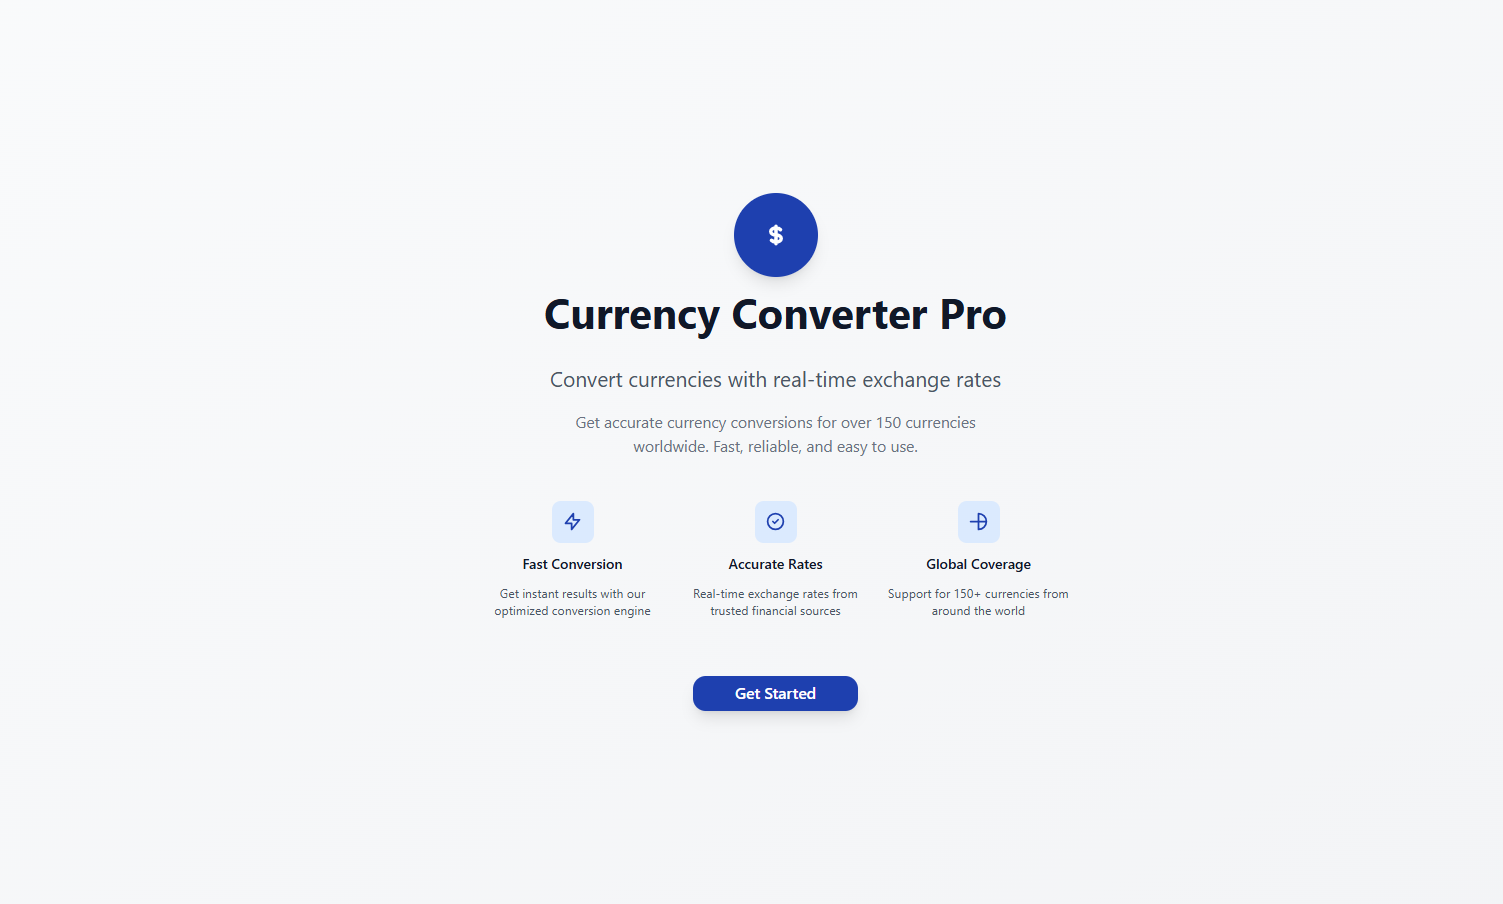 $
Currency Converter Pro
Convert currencies with real-time exchange rates
Get accurate currency conversions for over 150 currencies
worldwide. Fast, reliable, and easy to use.
Fast Conversion
Get instant results with our
optimized conversion engine
Accurate Rates
Real-time exchange rates from
trusted financial sources
Global Coverage
Support for 150+ currencies from
around the world
Get Started